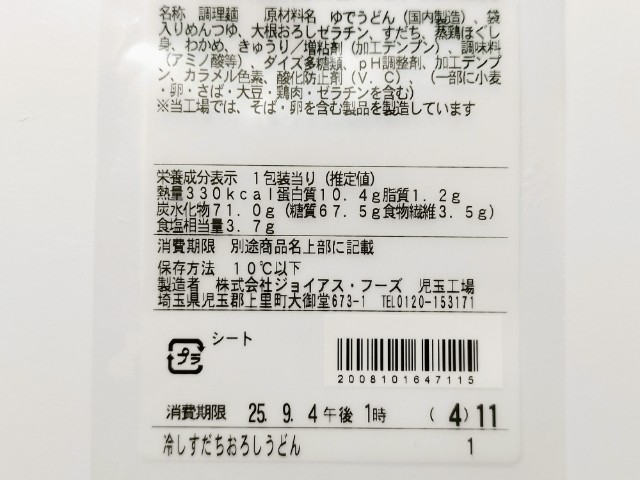 名称 調理麺 原材料名 ゆでうどん（国内製造）、袋
入りめんつゆ、大根おろしゼラチン、すだち、蒸鶏ほぐし
身、わかめ、きゅうり／増粘剤（加工デンプン）、調味料
（アミノ酸等）、ダイズ多糖類、ｐＨ調整剤、加工デンプ
ン、カラメル色素、酸化防止剤（Ｖ．Ｃ）、（一部に小麦
・卵・さば・大豆・鶏肉・ゼラチンを含む）
※当工場では、そば・卵を含む製品を製造しています
栄養成分表示 １包装当り（推定値）
熱量３３０ｋｃａｌ蛋白質１０．４ｇ脂質１．２ｇ
炭水化物７１．０ｇ（糖質６７．５ｇ食物繊維３．５ｇ）
食塩相当量３．７ｇ
消費期限 別途商品名上部に記載
保存方法 １０℃以下
製造者 株式会社ジョイアス・フーズ 児玉工場
埼玉県児玉郡上里町大御堂673-1 TEL0120-153171
プラ シート
2008101647115
消費期限 25. 9. 4 午後 1時 （ 4）11
冷しすだちおろしうどん 1